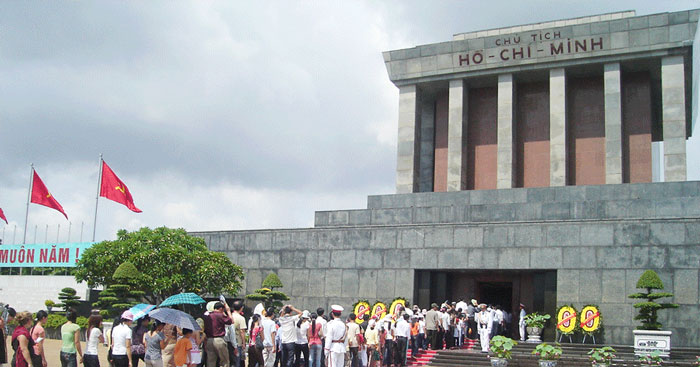 CHỦ TỊCH
HỒ-CHÍ-MINH
MUÔN NĂM !